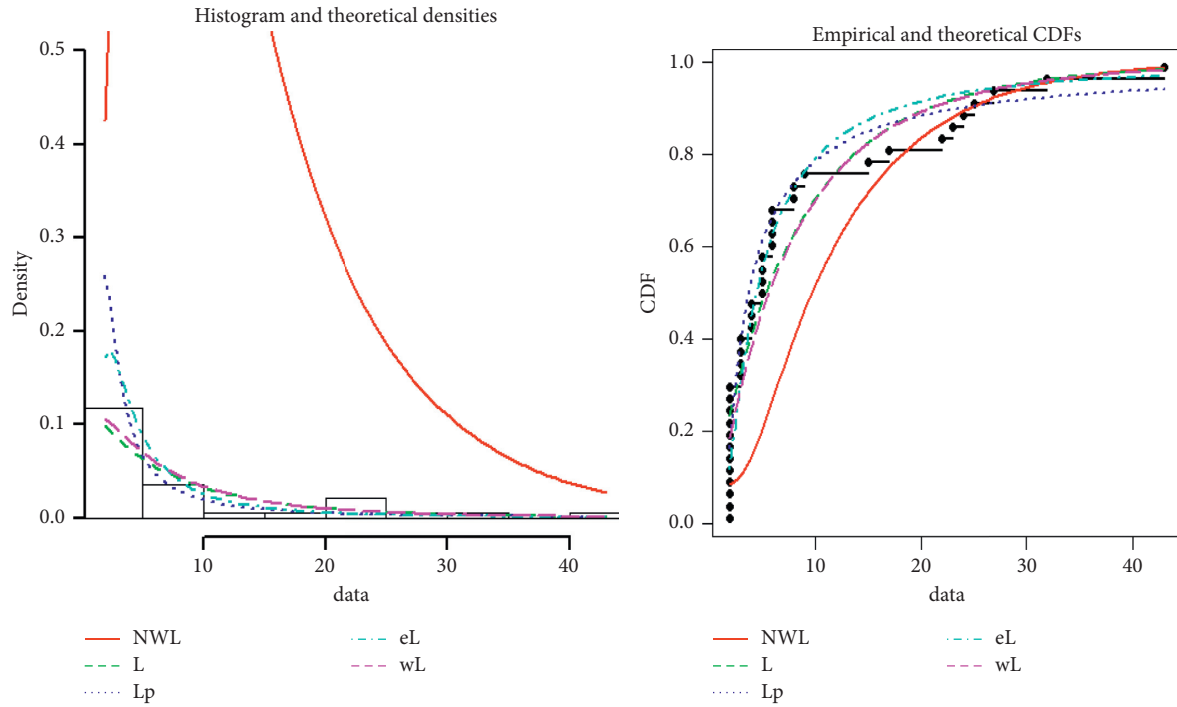 Histogram and theoretical densities
0.5
0.4
0.3
0.2
0.1
0.0
Density
10
20
30
40
data
NWL
L
Lp
eL
wL
Empirical and theoretical CDFs
1.0
0.8
0.6
0.4
0.2
0.0
CDF
10
20
30
40
data
NWL
L
Lp
eL
wL